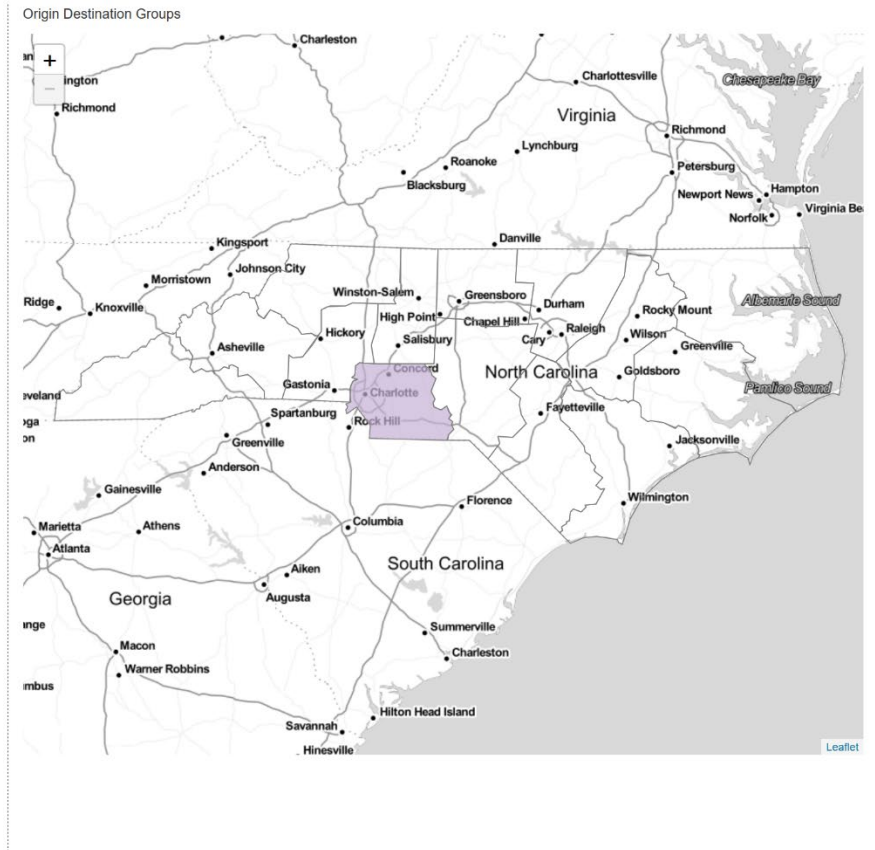 Origin Destination Groups
+
−
Charleston
ington
Charlottesville
Chesapeake Bay
Richmond
Virginia
Richmond
Lynchburg
Roanoke
Petersburg
Blacksburg
Hampton
Newport News
Virginia Be
Norfolk
Danville
Kingsport
Johnson City
Morristown
Winston-Salem
Greensboro
Albemarle Sound
Ridge
Durham
Knoxville
High Point
Chapel Hill
Rocky Mount
Raleigh
Hickory
Salisbury
Cary
Wilson
Asheville
Greenville
Concord
North Carolina
Goldsboro
Gastonia
Charlotte
Pamlico Sound
eveland
Fayetteville
Spartanburg
Rock Hill
oga
on
Greenville
Jacksonville
Anderson
Gainesville
Florence
Wilmington
Marietta
Athens
Columbia
Atlanta
South Carolina
Aiken
Georgia
Augusta
nge
Summerville
Macon
Charleston
Warner Robbins
mbus
Hilton Head Island
Savannah
Leaflet
Hinesville